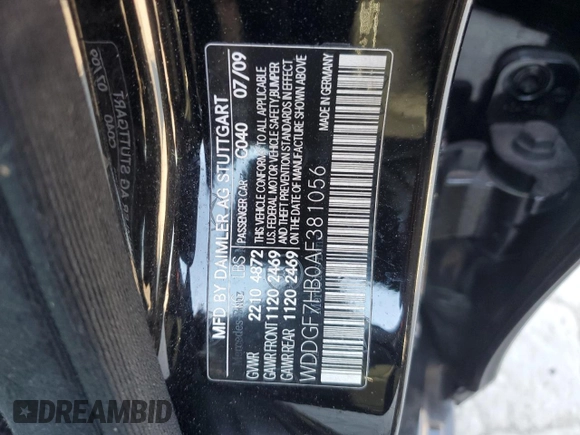 MFD BY DAIMLER AG STUTTGART
PASSENGER CAR C040 07/09
LBS THIS VEHICLE CONFORMS TO ALL APPLICABLE
GVWR 2210 4872 U.S. FEDERAL MOTOR VEHICLE SAFETY, BUMPER
GAWR FRONT 1120 2469 AND THEFT PREVENTION STANDARDS IN EFFECT
GAWR REAR 1120 2469 ON THE DATE OF MANUFACTURE SHOWN ABOVE
WDDGF7HB0AF381056
MADE IN GERMANY
DREAMBID